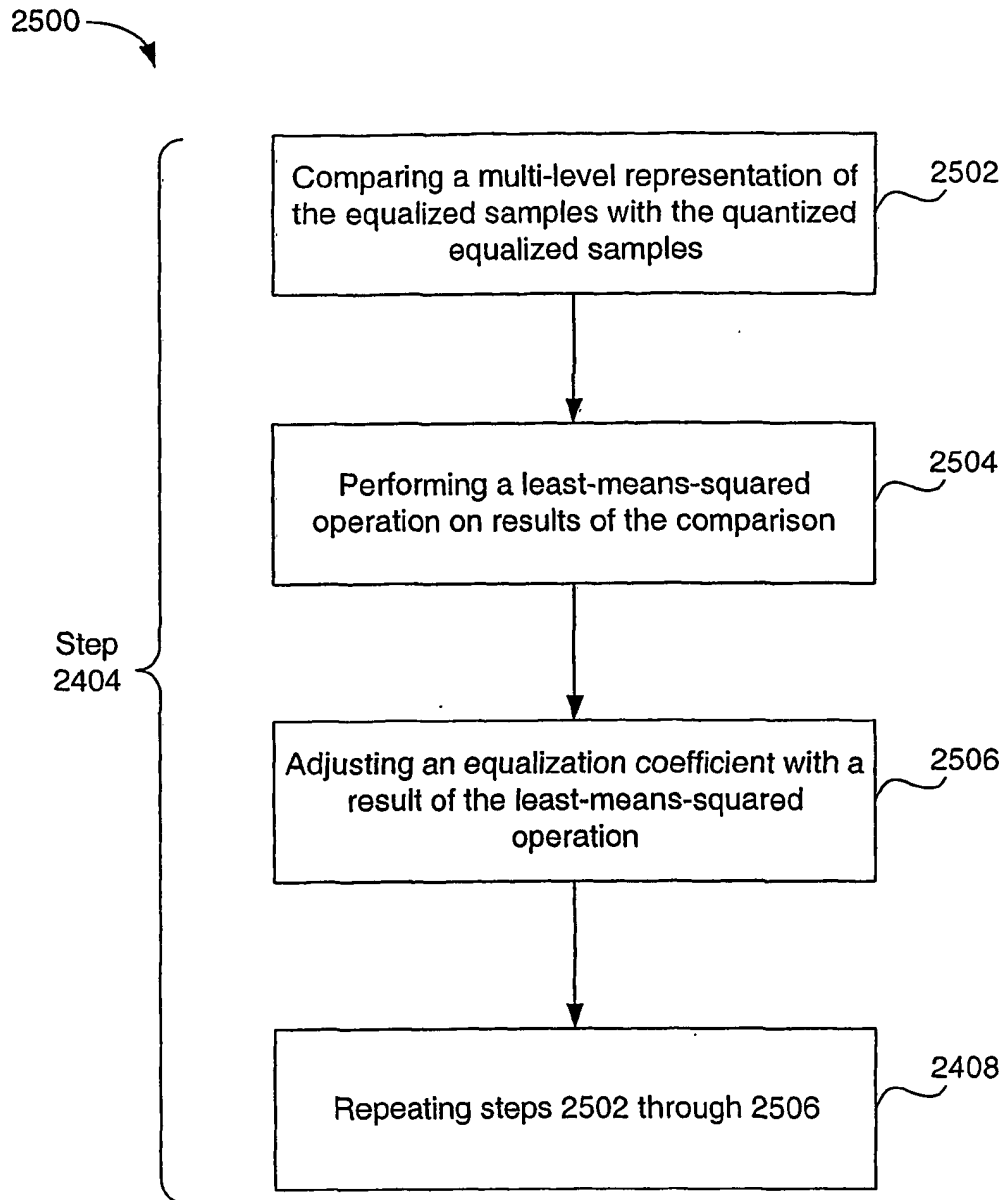 2500
Comparing a multi-level representation of
the equalized samples with the quantized
equalized samples
2502
Performing a least-means-squared
operation on results of the comparison
2504
Step
2404
Adjusting an equalization coefficient with a
result of the least-means-squared
operation
2506
Repeating steps 2502 through 2506
2408